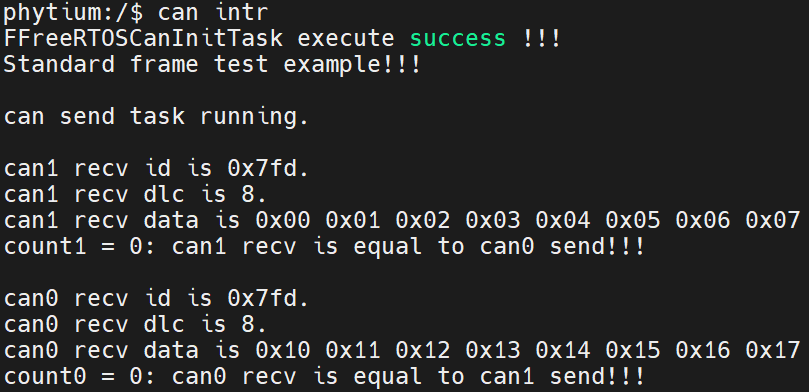 phytium:/$ can intr
FFreeRTOSCanInitTask execute success !!!
Standard frame test example!!!
can send task running.
can1 recv id is 0x7fd.
can1 recv dlc is 8.
can1 recv data is 0x00 0x01 0x02 0x03 0x04 0x05 0x06 0x07
count1 = 0: can1 recv is equal to can0 send!!!
can0 recv id is 0x7fd.
can0 recv dlc is 8.
can0 recv data is 0x10 0x11 0x12 0x13 0x14 0x15 0x16 0x17
count0 = 0: can0 recv is equal to can1 send!!!